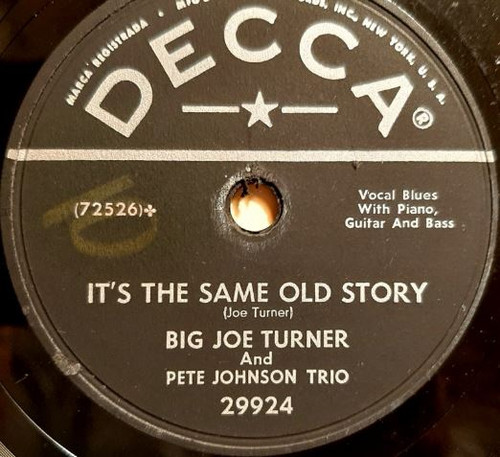 MARCA REGISTRADA • 
INC. NEW YORK, U. S. A.
DECCA®
(72526)✤
Vocal Blues
With Piano,
Guitar And Bass
IT'S THE SAME OLD STORY
(Joe Turner)
BIG JOE TURNER
And
PETE JOHNSON TRIO
29924